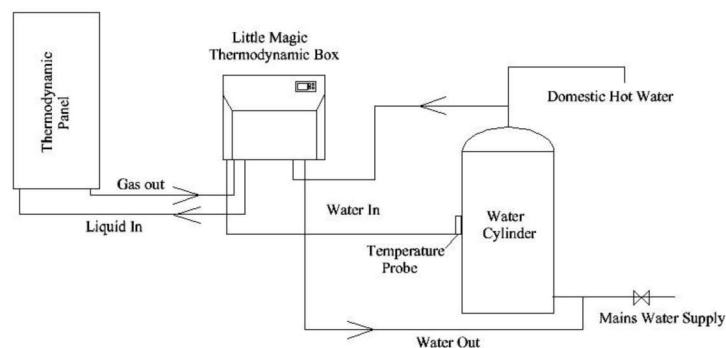 Little Magic
Thermodynamic Box
Thermodynamic
Panel
Domestic Hot Water
Gas out
Liquid In
Water In
Water
Cylinder
Temperature
Probe
Water Out
Mains Water Supply